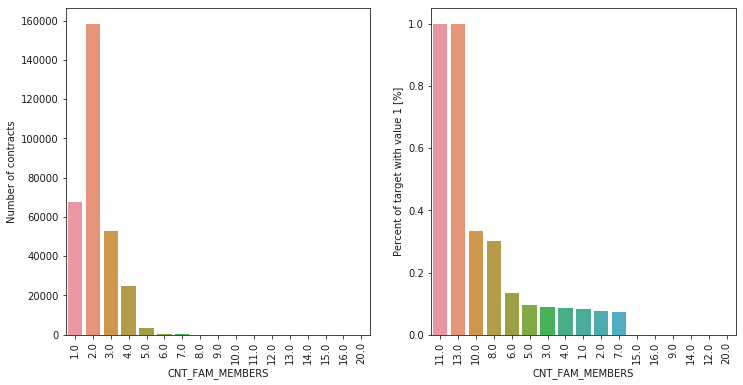 160000
140000
120000
100000
80000
60000
40000
20000
0
Number of contracts
1.0 2.0 3.0 4.0 5.0 6.0 7.0 8.0 9.0 10.0 11.0 12.0 13.0 14.0 15.0 16.0 20.0
CNT_FAM_MEMBERS
1.0
0.8
0.6
0.4
0.2
0.0
Percent of target with value 1 [%]
11.0 13.0 10.0 8.0 6.0 5.0 3.0 4.0 1.0 2.0 7.0 15.0 16.0 9.0 14.0 12.0 20.0
CNT_FAM_MEMBERS